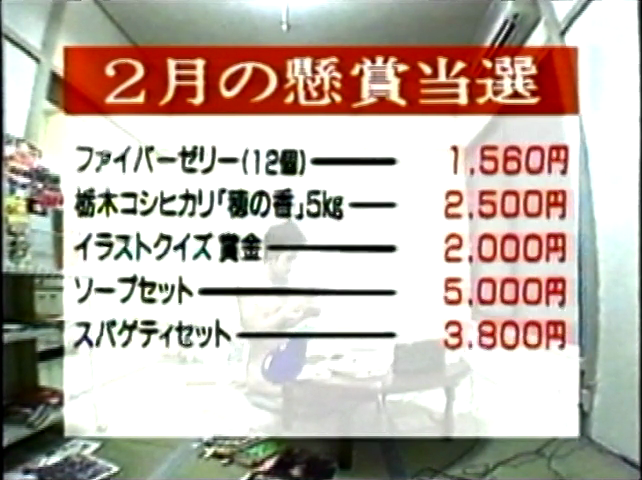 2月の懸賞当選
ファイバーゼリー(12個) 1,560円
栃木コシヒカリ「穂の香」5㎏ 2,500円
イラストクイズ 賞金 2,000円
ソープセット 5,000円
スパゲティセット 3,800円